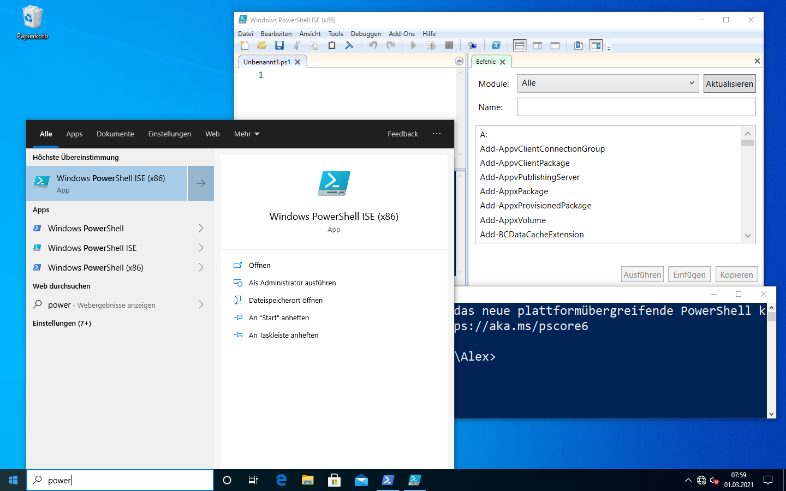 Papierkorb
Windows PowerShell ISE (x86)
Datei Bearbeiten Ansicht Tools Debuggen Add-Ons Hilfe
Unbenannt1.ps1
1
Befehle
Module: Alle Aktualisieren
Name:
A:
Add-AppvClientConnectionGroup
Add-AppvClientPackage
Add-AppvPublishingServer
Add-AppxPackage
Add-AppxProvisionedPackage
Add-AppxVolume
Add-BCDataCacheExtension
Ausführen Einfügen Kopieren
das neue plattformübergreifende PowerShell k
ps://aka.ms/pscore6
\Alex>
Alle Apps Dokumente Einstellungen Web Mehr Feedback
Höchste Übereinstimmung
Windows PowerShell ISE (x86)
App
Apps
Windows PowerShell
Windows PowerShell ISE
Windows PowerShell (x86)
Web durchsuchen
power - Webergebnisse anzeigen
Einstellungen (7+)
Windows PowerShell ISE (x86)
App
Öffnen
Als Administrator ausführen
Dateispeicherort öffnen
An "Start" anheften
An Taskleiste anheften
power
07:59
01.03.2021